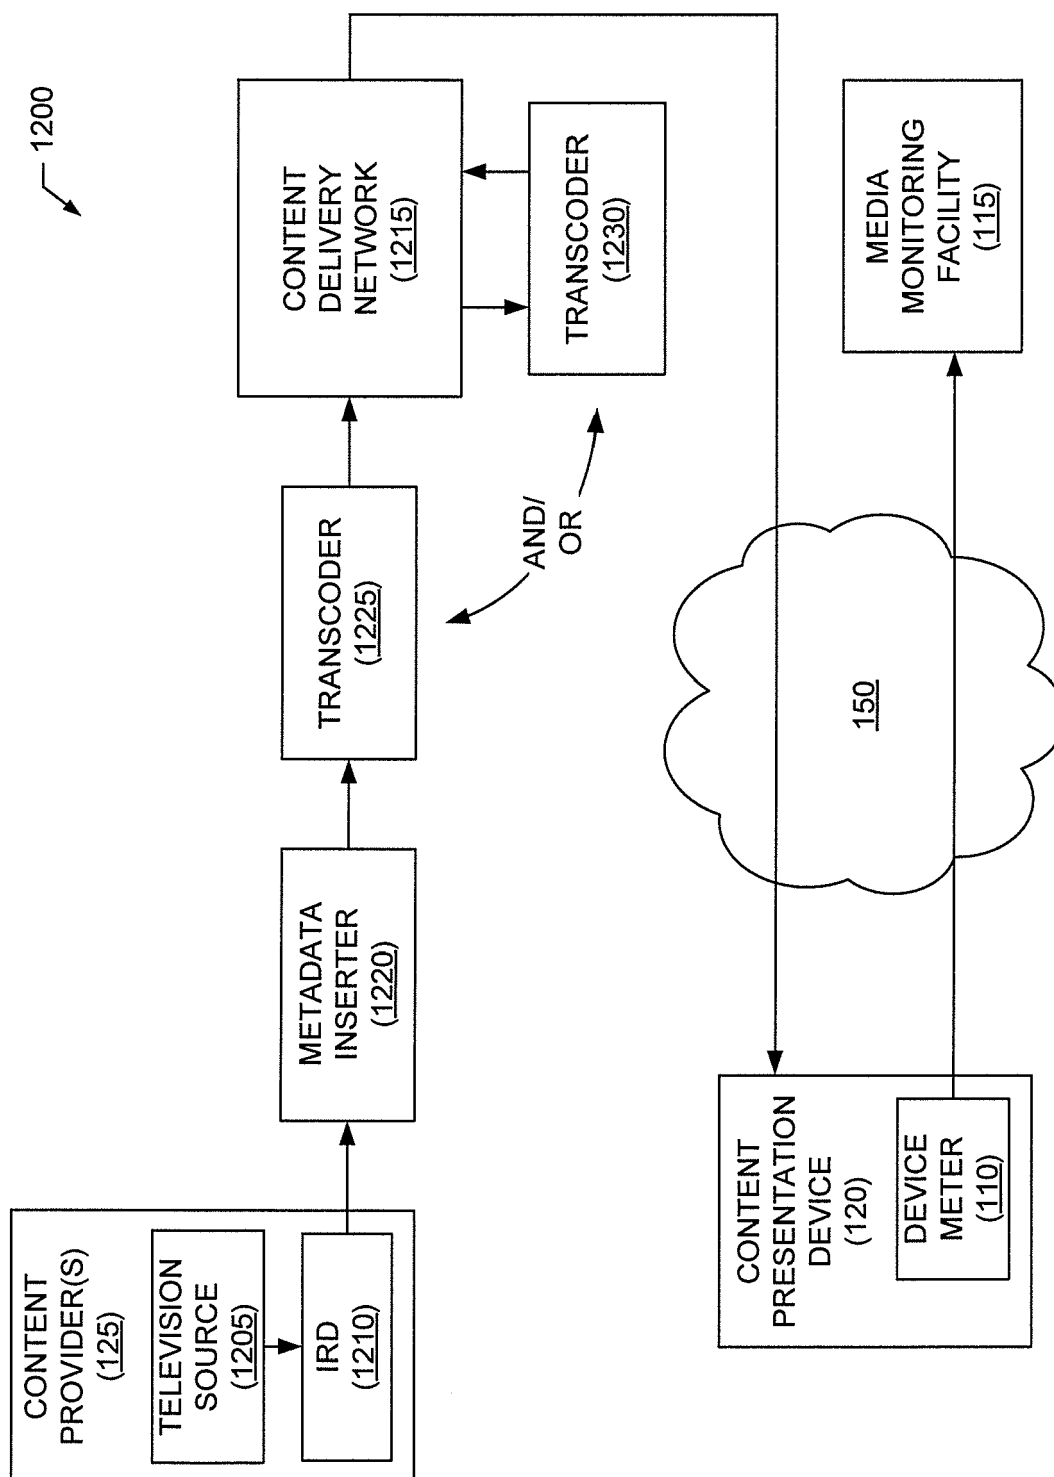 1200
CONTENT
PROVIDER(S)
(125)
TELEVISION
SOURCE
(1205)
IRD
(1210)
METADATA
INSERTER
(1220)
TRANSCODER
(1225)
CONTENT
DELIVERY
NETWORK
(1215)
AND/
OR
TRANSCODER
(1230)
150
CONTENT
PRESENTATION
DEVICE
(120)
DEVICE
METER
(110)
MEDIA
MONITORING
FACILITY
(115)